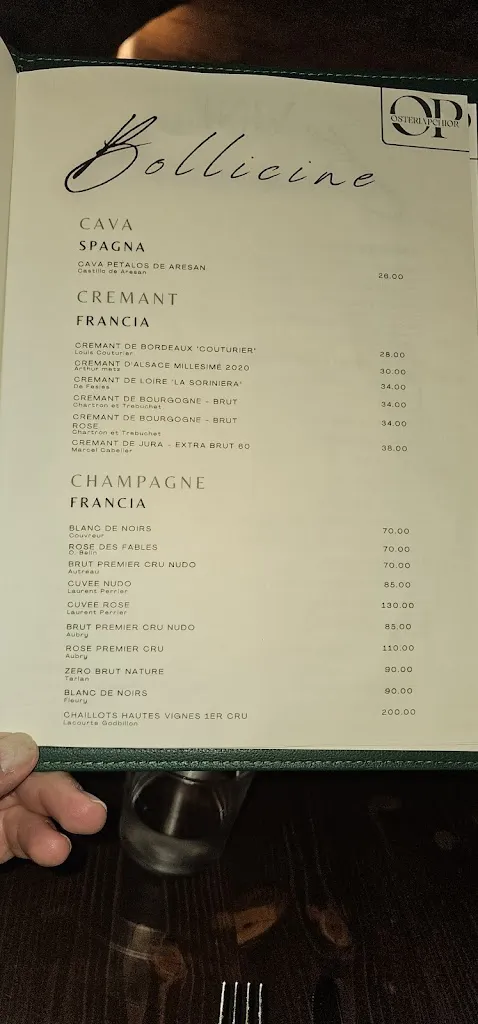 OP
OSTERIAPCHIOR
Bollicine
CAVA
SPAGNA
CAVA PETALOS DE ARESAN
Castillo de Aresan
28.00
CREMANT
FRANCIA
CREMANT DE BORDEAUX 'COUTURIER'
Louis Couturier
28.00
CREMANT D'ALSACE MILLESIMÉ 2020
Arthur metz
30.00
CREMANT DE LOIRE 'LA SORINIERA'
De Fesles
34.00
CREMANT DE BOURGOGNE - BRUT
Chartron et Trebuchet
34.00
CREMANT DE BOURGOGNE - BRUT
ROSE
Chartron et Trebuchet
34.00
CREMANT DE JURA - EXTRA BRUT 60
Marcel Cabelier
38.00
CHAMPAGNE
FRANCIA
BLANC DE NOIRS
Couvreur
70.00
ROSE DES FABLES
O. Belin
70.00
BRUT PREMIER CRU NUDO
Autreau
70.00
CUVEE NUDO
Laurent Perrier
85.00
CUVEE ROSE
Laurent Perrier
130.00
BRUT PREMIER CRU NUDO
Aubry
85.00
ROSE PREMIER CRU
Aubry
110.00
ZERO BRUT NATURE
Tarlan
90.00
BLANC DE NOIRS
Fleury
90.00
CHAILLOTS HAUTES VIGNES 1ER CRU
Lacourte Godbillon
200.00